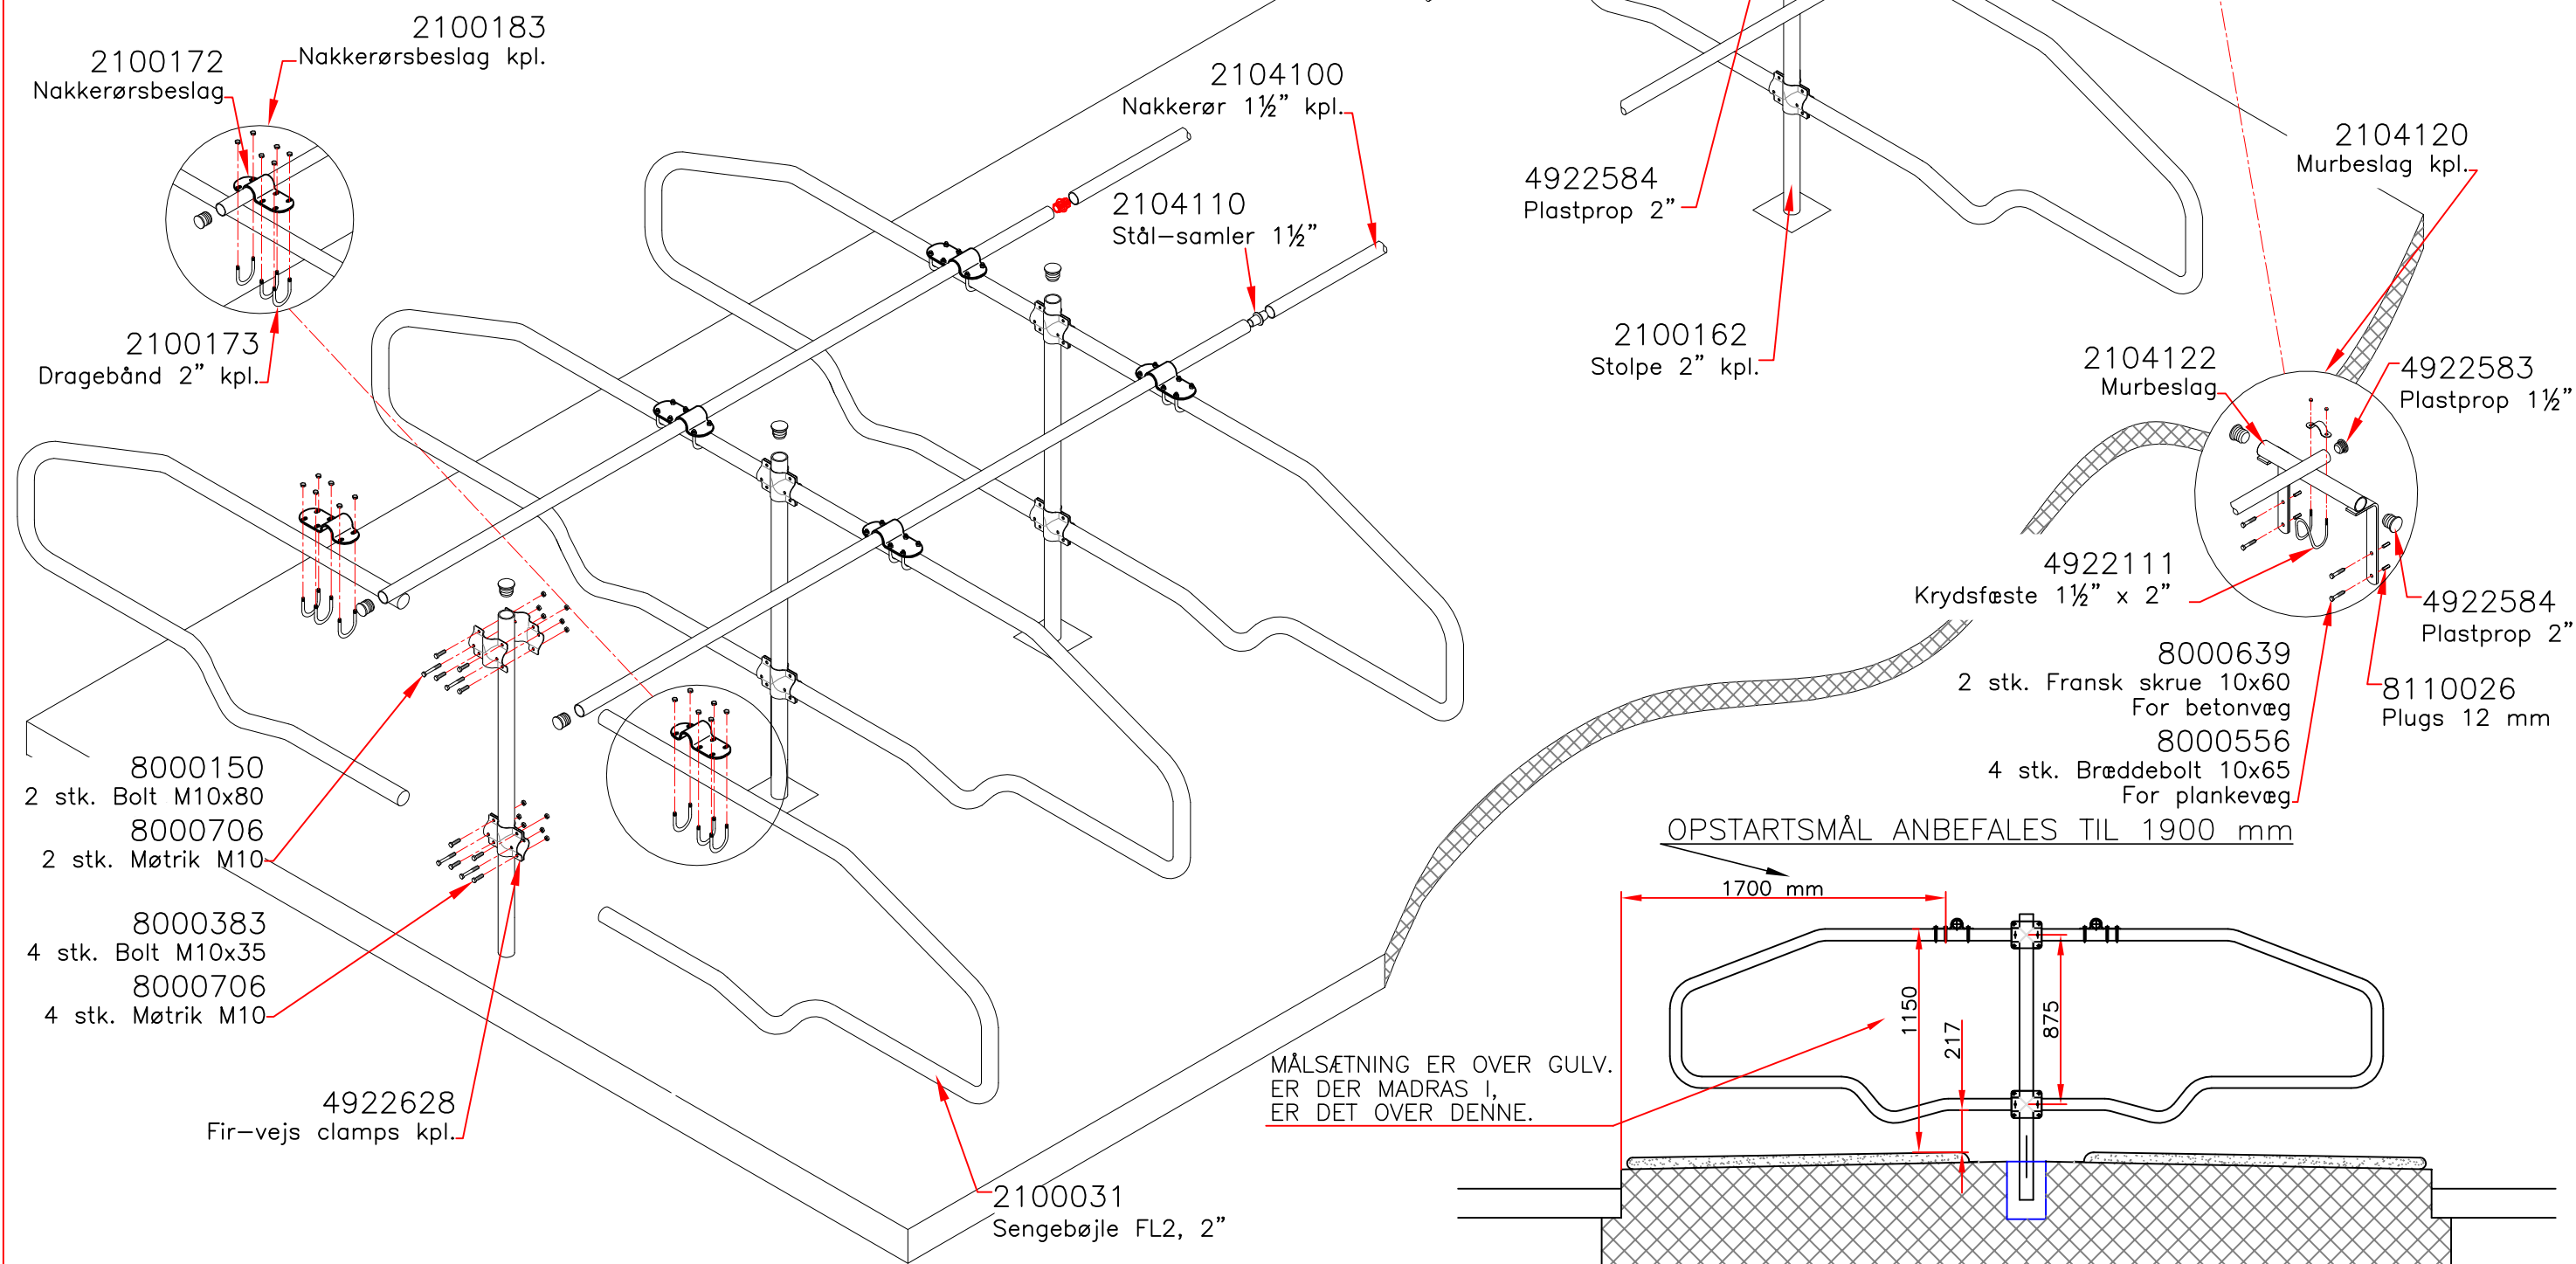 2100183
Nakkerørsbeslag kpl.
2100172
Nakkerørsbeslag
2100173
Dragebånd 2” kpl.
2104100
Nakkerør 1½” kpl.
2104110
Stål-samler 1½”
4922584
Plastprop 2”
2100162
Stolpe 2” kpl.
2104120
Murbeslag kpl.
2104122
Murbeslag
4922583
Plastprop 1½”
4922111
Krydsfæste 1½” x 2”
4922584
Plastprop 2”
8000639
2 stk. Fransk skrue 10x60
For betonvæg
8110026
Plugs 12 mm
8000556
4 stk. Bræddebolt 10x65
For plankevæg
8000150
2 stk. Bolt M10x80
8000706
2 stk. Møtrik M10
8000383
4 stk. Bolt M10x35
8000706
4 stk. Møtrik M10
4922628
Fir-vejs clamps kpl.
2100031
Sengebøjle FL2, 2”
OPSTARTSMÅL ANBEFALES TIL 1900 mm
1700 mm
1150
217
875
MÅLSÆTNING ER OVER GULV.
ER DER MADRAS I,
ER DET OVER DENNE.